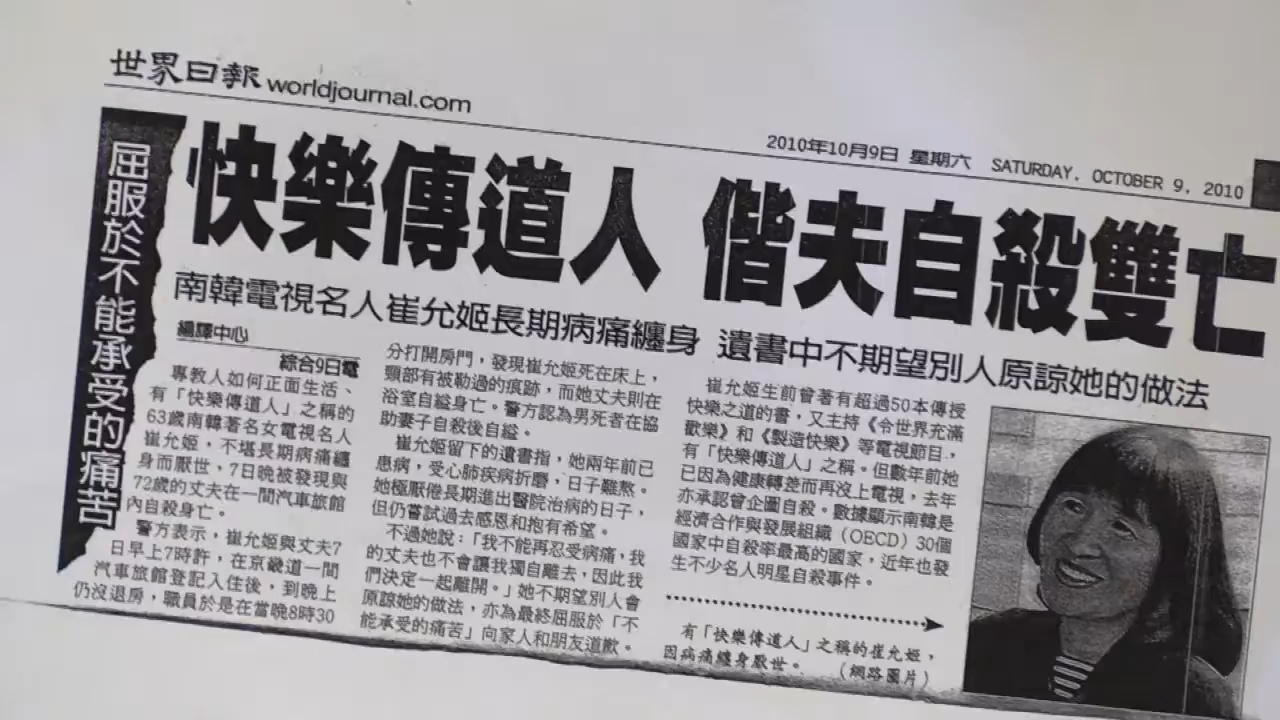 世界日報 worldjournal.com
2010年10月9日 星期六 SATURDAY, OCTOBER 9, 2010
屈服於不能承受的痛苦
快樂傳道人 偕夫自殺雙亡
南韓電視名人崔允姬長期病痛纏身 遺書中不期望別人原諒她的做法
編譯中心
綜合9日電
專教人如何正面生活、
有「快樂傳道人」之稱的
63歲南韓著名女電視名人
崔允姬,不堪長期病痛纏
身而厭世,7日晚被發現與
72歲的丈夫在一間汽車旅館
內自殺身亡。
警方表示,崔允姬與丈夫7
日早上7時許,在京畿道一間
汽車旅館登記入住後,到晚上
仍沒退房,職員於是在當晚8時30
分打開房門,發現崔允姬死在床上,
頸部有被勒過的痕跡,而她丈夫則在
浴室自縊身亡。警方認為男死者在協
助妻子自殺後自縊。
崔允姬留下的遺書指,她兩年前已
患病,受心肺疾病折磨,日子難熬。
她極厭倦長期進出醫院治病的日子,
但仍嘗試過去感恩和抱有希望。
不過她說:「我不能再忍受病痛,我
的丈夫也不會讓我獨自離去,因此我
們決定一起離開。」她不期望別人會
原諒她的做法,亦為最終屈服於「不
能承受的痛苦」向家人和朋友道歉。
崔允姬生前曾著有超過50本傳授
快樂之道的書,又主持《令世界充滿
歡樂》和《製造快樂》等電視節目,
有「快樂傳道人」之稱。但數年前她
已因為健康轉差而再沒上電視,去年
亦承認曾企圖自殺。數據顯示南韓是
經濟合作與發展組織(OECD)30個
國家中自殺率最高的國家,近年也發
生不少名人明星自殺事件。
有「快樂傳道人」之稱的崔允姬,
因病痛纏身厭世。 (網路圖片)